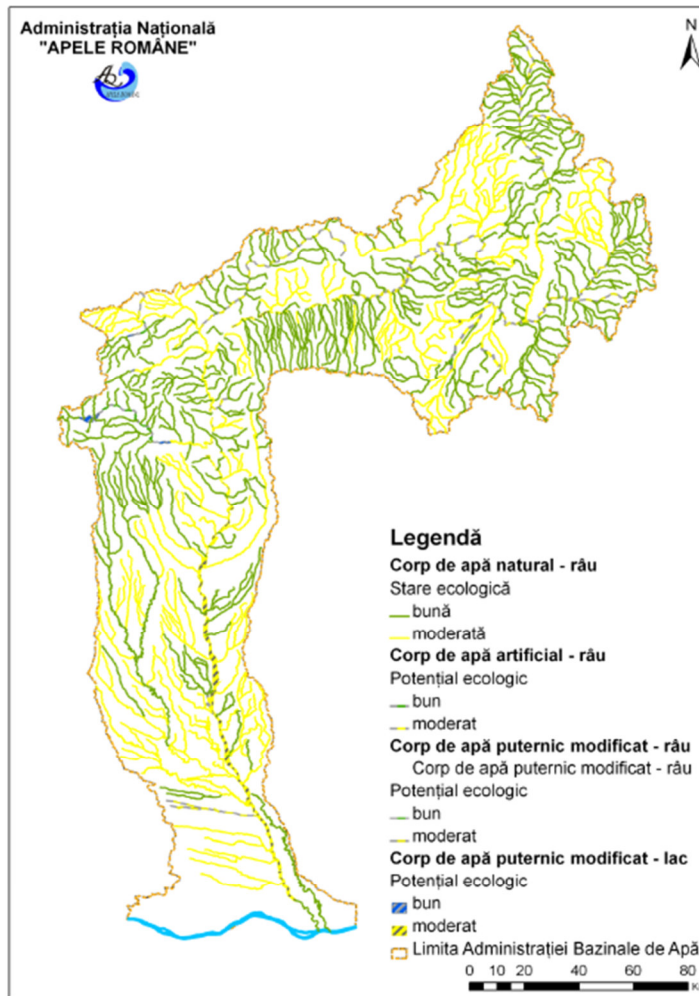 Administrația Națională
"APELE ROMÂNE"
N
Legendă
Corp de apă natural - râu
Stare ecologică
bună
moderată
Corp de apă artificial - râu
Potențial ecologic
bun
moderat
Corp de apă puternic modificat - râu
Corp de apă puternic modificat - râu
Potențial ecologic
bun
moderat
Corp de apă puternic modificat - lac
Potențial ecologic
bun
moderat
Limita Administrației Bazinale de Apă
0 10 20 40 60 80